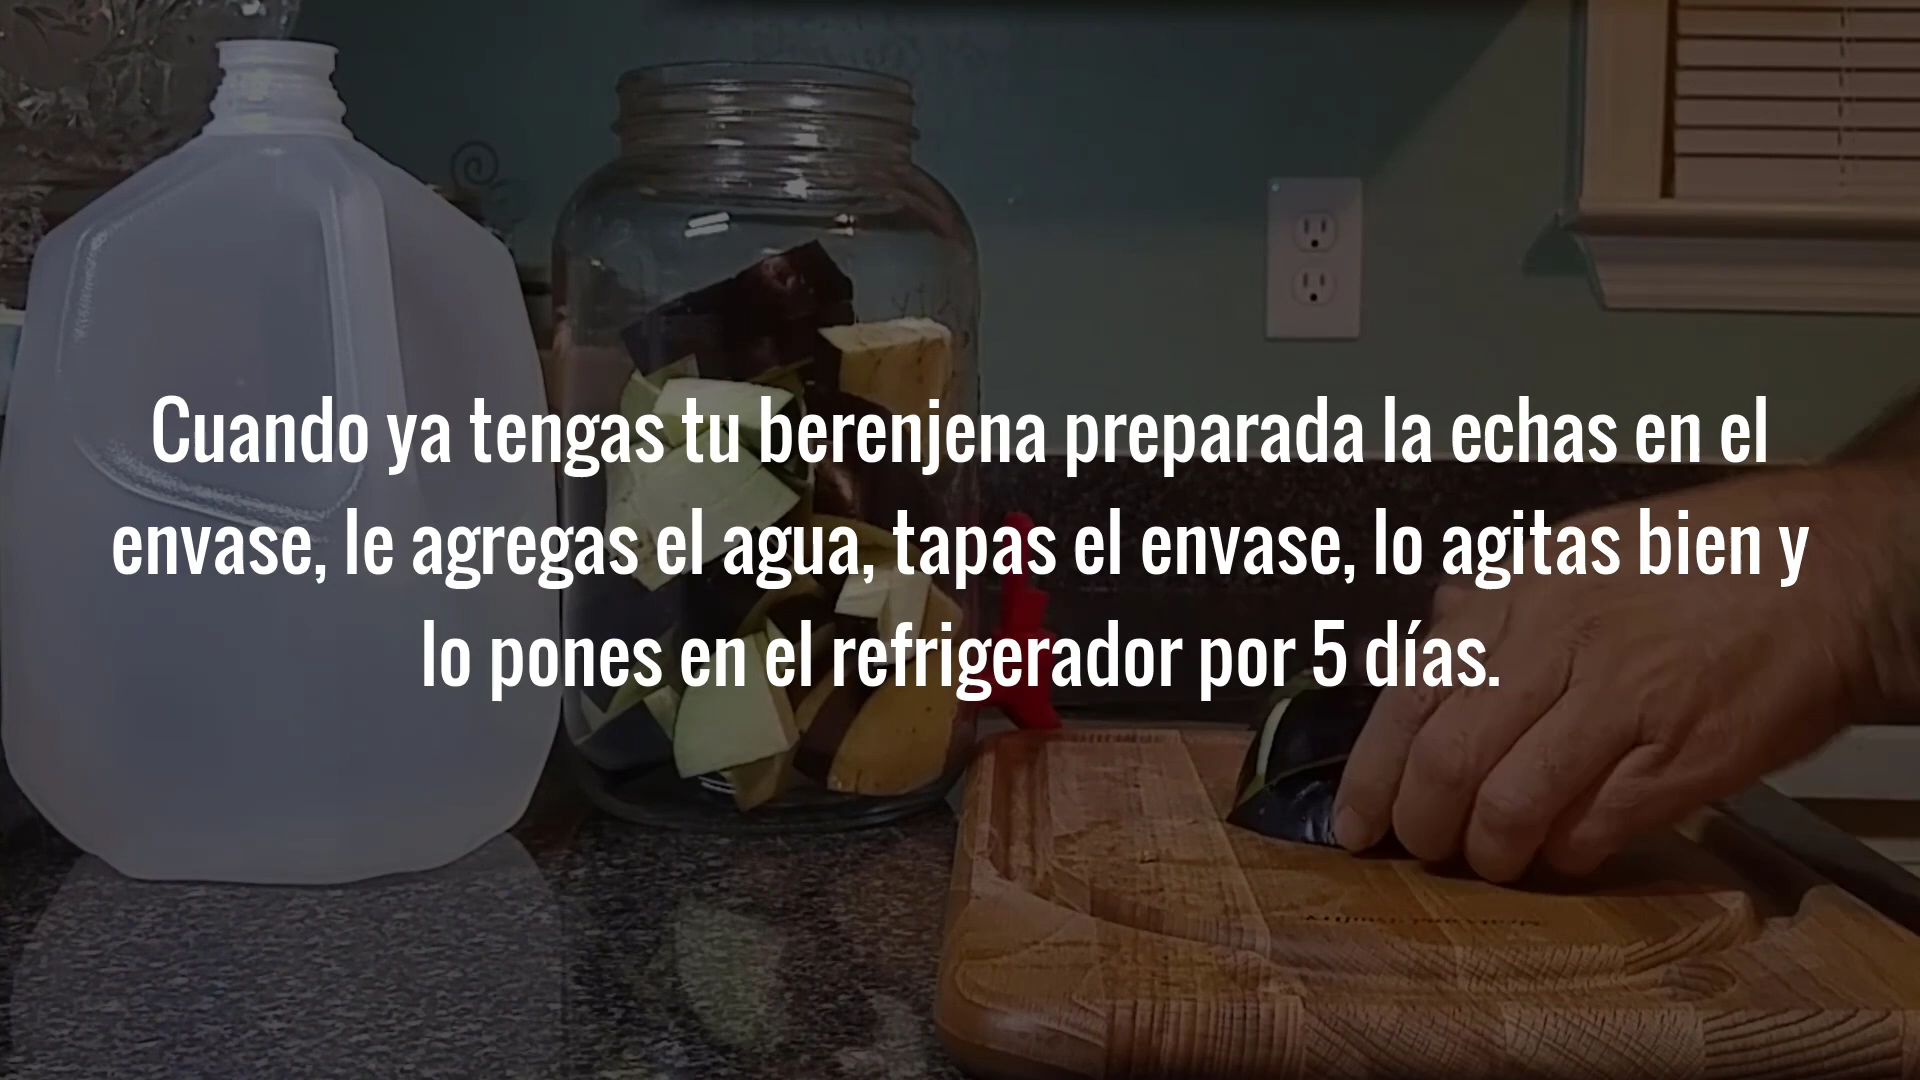 Cuando ya tengas tu berenjena preparada la echas en el
envase, le agregas el agua, tapas el envase, lo agitas bien y
lo pones en el refrigerador por 5 días.